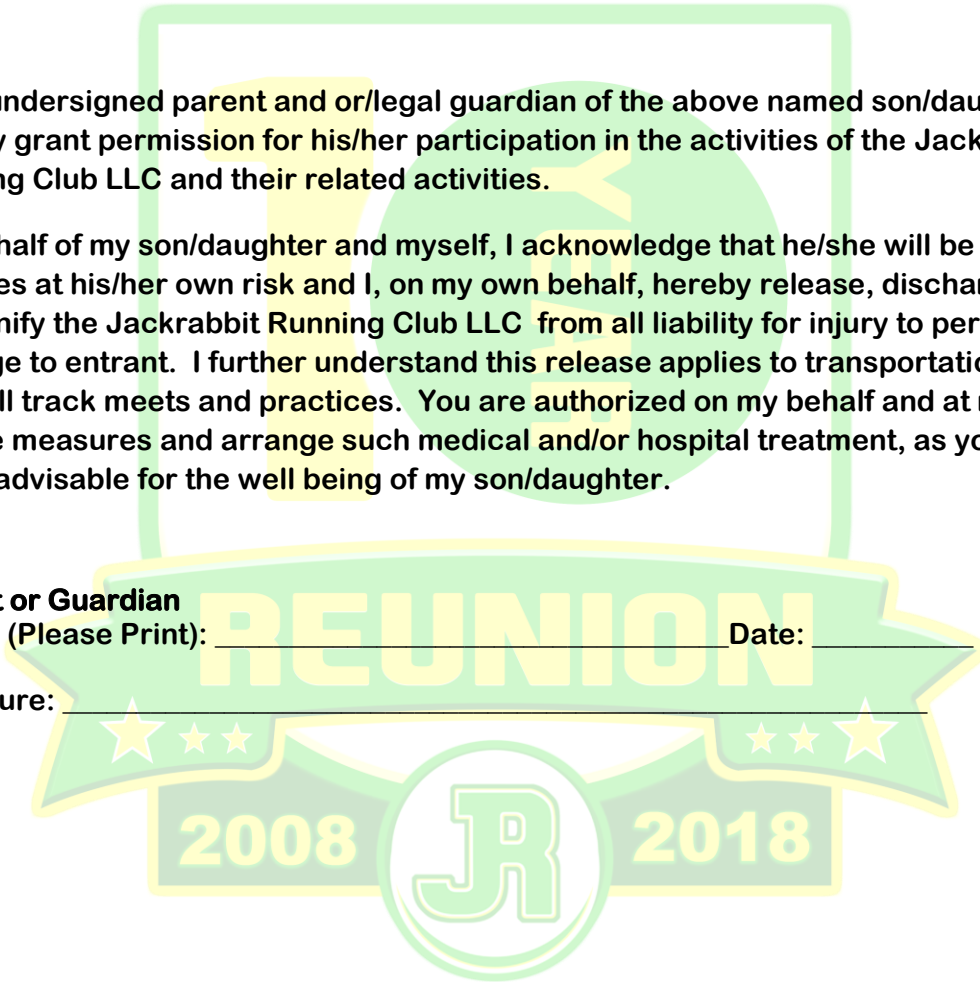 ndersigned parent and or/legal guardian of the above named son/dau
y grant permission for his/her participation in the activities of the Jack
ng Club LLC and their related activities.
half of my son/daughter and myself, I acknowledge that he/she will be
es at his/her own risk and I, on my own behalf, hereby release, dischar
nify the Jackrabbit Running Club LLC from all liability for injury to per
ge to entrant. I further understand this release applies to transportatio
ll track meets and practices. You are authorized on my behalf and at
e measures and arrange such medical and/or hospital treatment, as yo
advisable for the well being of my son/daughter.
t or Guardian
(Please Print): ______________________________Date: __________
ure: ____________________________________________________
10
YEAR
REUNION
2008 2018
JR